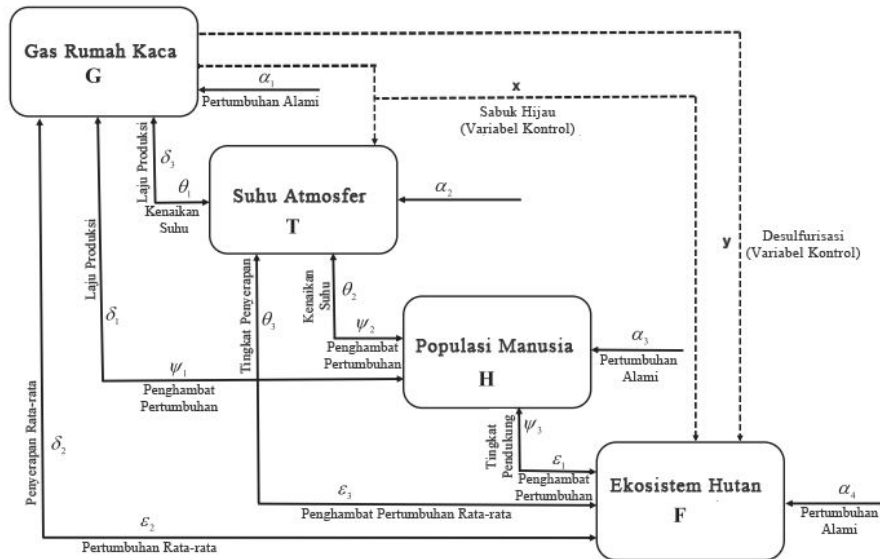 Gas Rumah Kaca
G
α₁
Pertumbuhan Alami
x
Sabuk Hijau
(Variabel Kontrol)
Laju Produksi
δ₃
θ₁
Kenaikan
Suhu
Suhu Atmosfer
T
α₂
y
Desulfurisasi
(Variabel Kontrol)
Laju Produksi
δ₁
Tingkat Penyerapan
θ₃
Kenaikan
Suhu
θ₂
ψ₂
Penghambat
Pertumbuhan
Populasi Manusia
H
α₃
Pertumbuhan
Alami
ψ₁
Penghambat
Pertumbuhan
Penyerapan Rata-rata
δ₂
Tingkat
Pendukung
ψ₃
ε₁
Penghambat
Pertumbuhan
Ekosistem Hutan
F
α₄
Pertumbuhan
Alami
ε₃
Penghambat Pertumbuhan Rata-rata
ε₂
Pertumbuhan Rata-rata